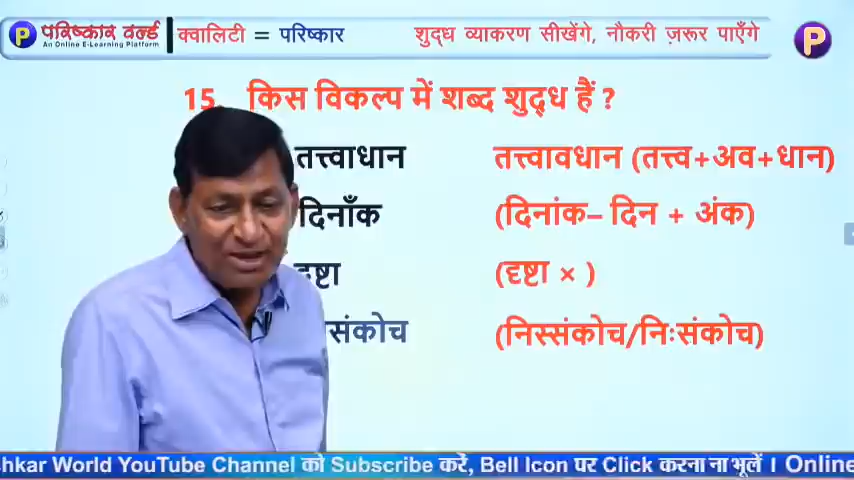 परिष्कार वर्ल्ड
An Online E-Learning Platform
क्वालिटी = परिष्कार
शुद्ध व्याकरण सीखेंगे, नौकरी ज़रूर पाएँगे
15. किस विकल्प में शब्द शुद्ध हैं ?
तत्त्वाधान तत्त्वावधान (तत्त्व+अव+धान)
दिनाँक (दिनांक– दिन + अंक)
(दृष्टा × )
संकोच (निस्संकोच/निःसंकोच)
World YouTube Channel को Subscribe करें, Bell Icon पर Click करना ना भूलें । Online